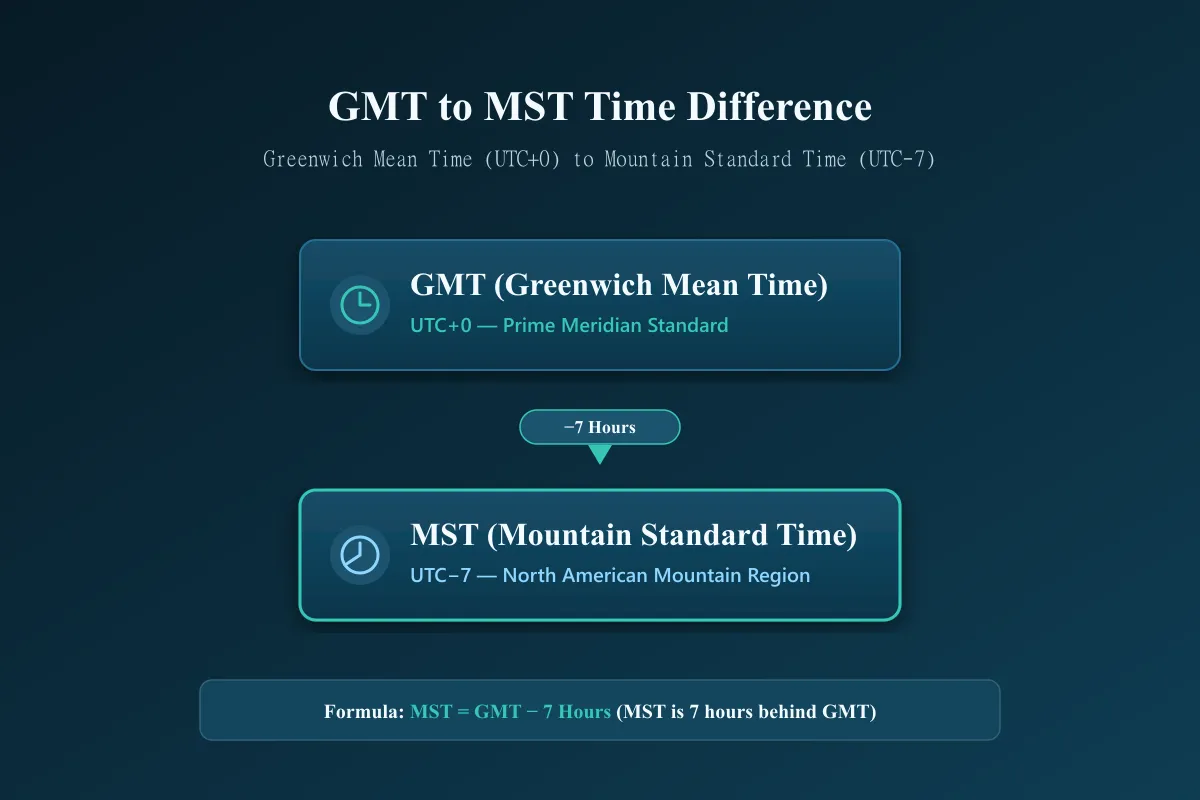 GMT to MST Time Difference
Greenwich Mean Time (UTC+0) to Mountain Standard Time (UTC-7)
GMT (Greenwich Mean Time)
UTC+0 — Prime Meridian Standard
−7 Hours
MST (Mountain Standard Time)
UTC−7 — North American Mountain Region
Formula: MST = GMT − 7 Hours (MST is 7 hours behind GMT)